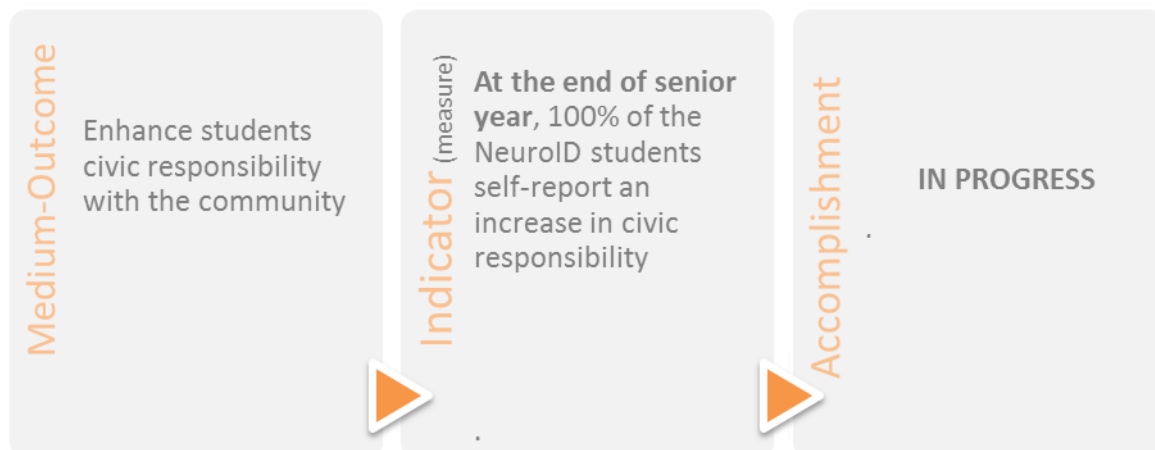 Medium-Outcome
Enhance students
civic responsibility
with the community
Indicator (measure)
At the end of senior
year, 100% of the
NeuroID students
self-report an
increase in civic
responsibility
.
Accomplishment
IN PROGRESS
.